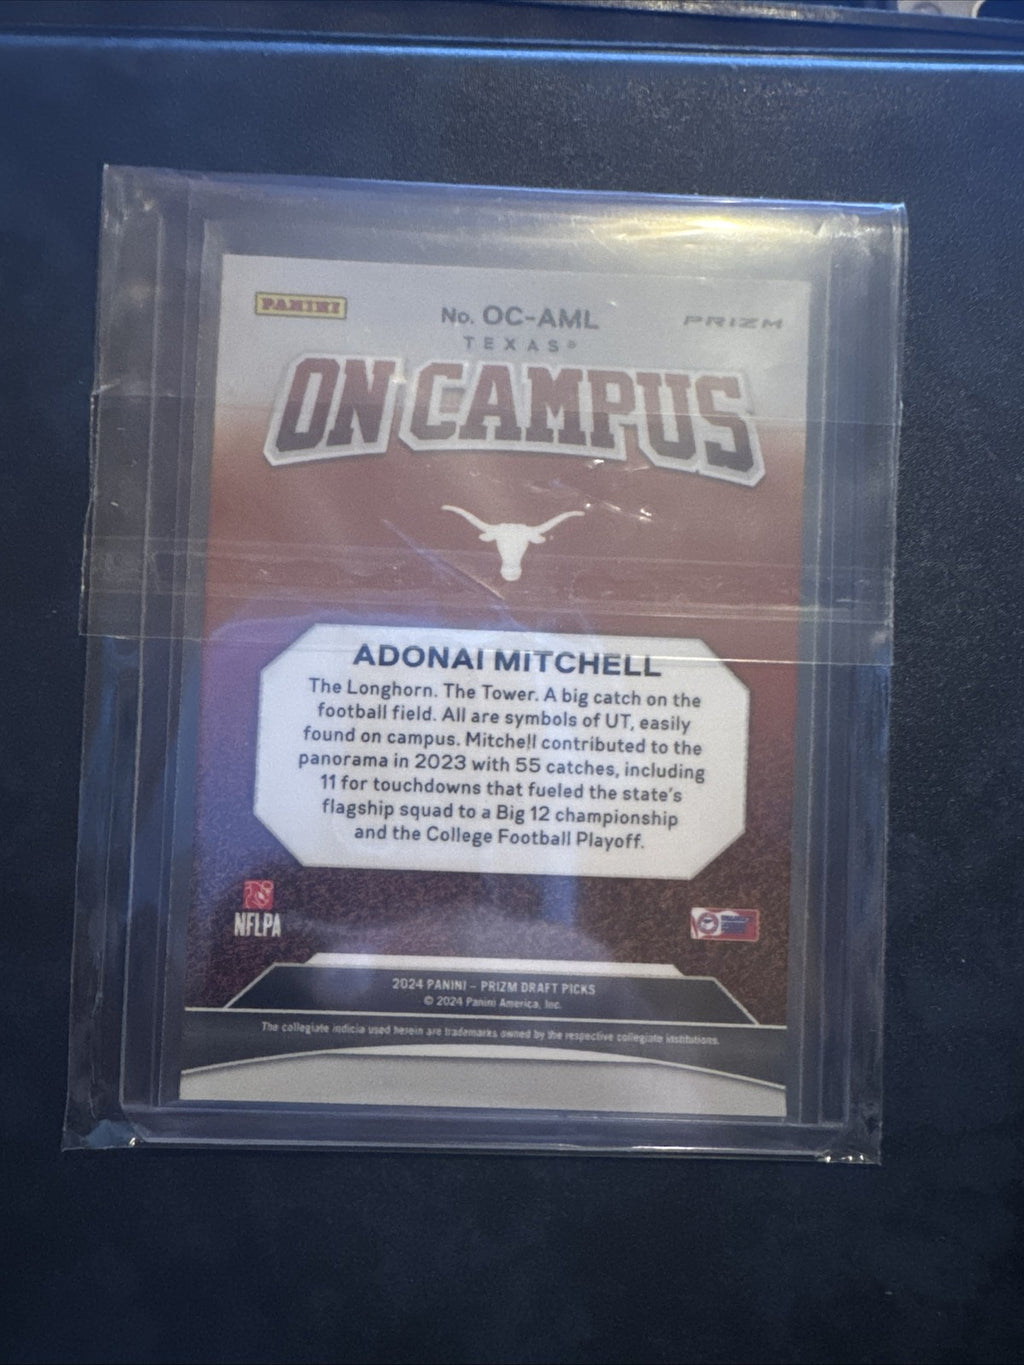 PANINI
No. OC-AML
PRIZM
TEXAS®
ON CAMPUS
ADONAI MITCHELL
The Longhorn. The Tower. A big catch on the
football field. All are symbols of UT, easily
found on campus. Mitchell contributed to the
panorama in 2023 with 55 catches, including
11 for touchdowns that fueled the state's
flagship squad to a Big 12 championship
and the College Football Playoff.
NFLPA
2024 PANINI – PRIZM DRAFT PICKS
© 2024 Panini America, Inc.
The collegiate indicia used herein are trademarks owned by the respective collegiate institutions.